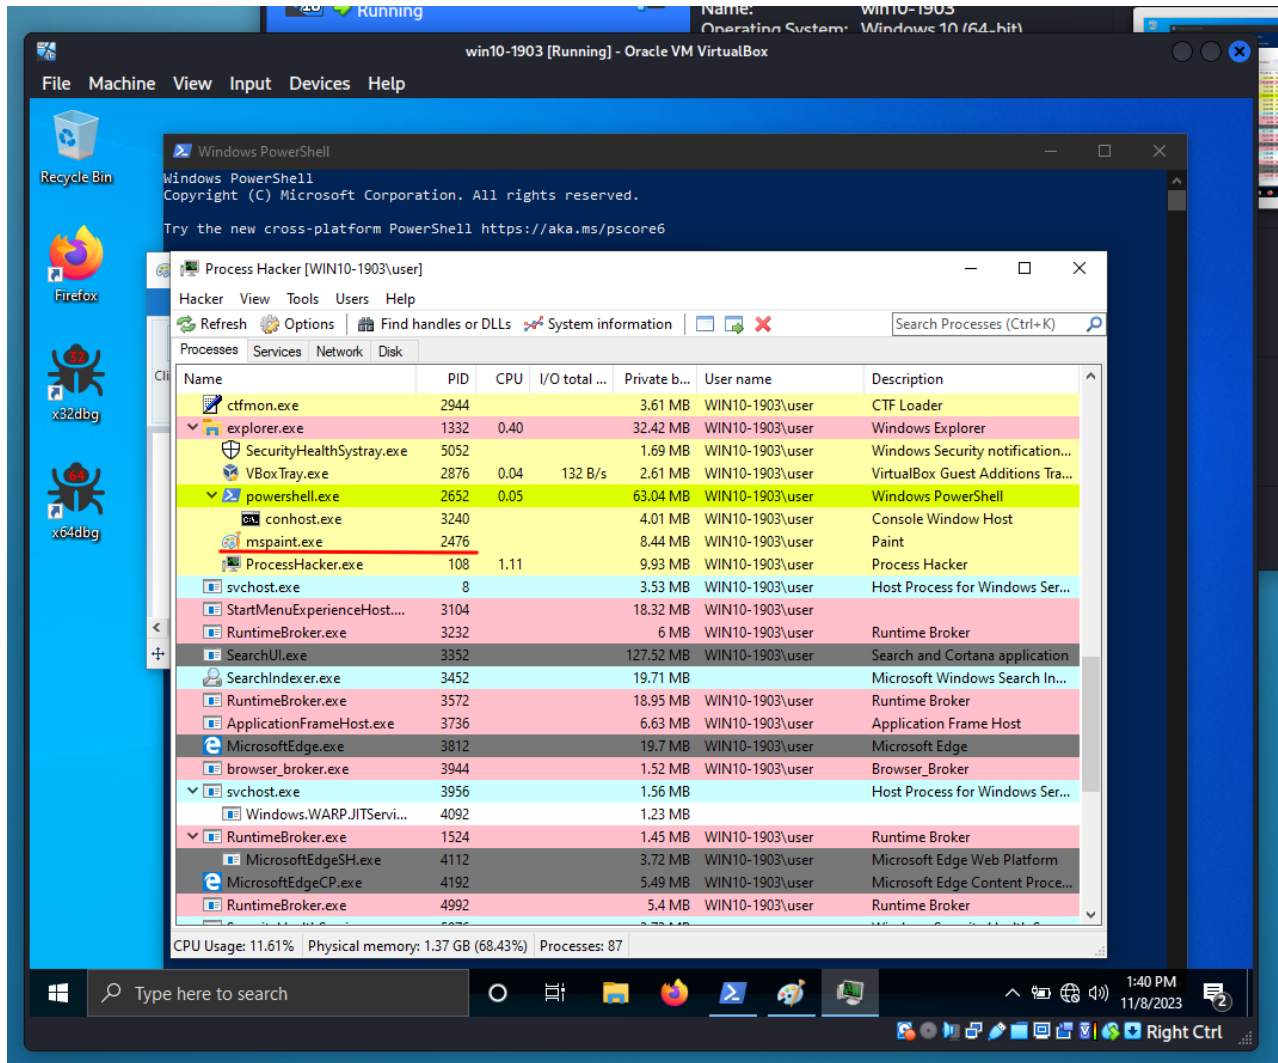 Running
Name: win10-1903
Operating System: Windows 10 (64-bit)
win10-1903 [Running] - Oracle VM VirtualBox
File Machine View Input Devices Help
Recycle Bin
Firefox
32
x32dbg
64
x64dbg
Windows PowerShell
Windows PowerShell
Copyright (C) Microsoft Corporation. All rights reserved.
Try the new cross-platform PowerShell https://aka.ms/pscore6
Cli
Process Hacker [WIN10-1903\user]
Hacker View Tools Users Help
Refresh Options Find handles or DLLs System information Search Processes (Ctrl+K)
Processes Services Network Disk
Name PID CPU I/O total ... Private b... User name Description
ctfmon.exe 2944 3.61 MB WIN10-1903\user CTF Loader
explorer.exe 1332 0.40 32.42 MB WIN10-1903\user Windows Explorer
SecurityHealthSystray.exe 5052 1.69 MB WIN10-1903\user Windows Security notification...
VBoxTray.exe 2876 0.04 132 B/s 2.61 MB WIN10-1903\user VirtualBox Guest Additions Tra...
powershell.exe 2652 0.05 63.04 MB WIN10-1903\user Windows PowerShell
conhost.exe 3240 4.01 MB WIN10-1903\user Console Window Host
mspaint.exe 2476 8.44 MB WIN10-1903\user Paint
ProcessHacker.exe 108 1.11 9.93 MB WIN10-1903\user Process Hacker
svchost.exe 8 3.53 MB WIN10-1903\user Host Process for Windows Ser...
StartMenuExperienceHost.... 3104 18.32 MB WIN10-1903\user
RuntimeBroker.exe 3232 6 MB WIN10-1903\user Runtime Broker
SearchUI.exe 3352 127.52 MB WIN10-1903\user Search and Cortana application
SearchIndexer.exe 3452 19.71 MB Microsoft Windows Search In...
RuntimeBroker.exe 3572 18.95 MB WIN10-1903\user Runtime Broker
ApplicationFrameHost.exe 3736 6.63 MB WIN10-1903\user Application Frame Host
MicrosoftEdge.exe 3812 19.7 MB WIN10-1903\user Microsoft Edge
browser_broker.exe 3944 1.52 MB WIN10-1903\user Browser_Broker
svchost.exe 3956 1.56 MB Host Process for Windows Ser...
Windows.WARP.JITServi... 4092 1.23 MB
RuntimeBroker.exe 1524 1.45 MB WIN10-1903\user Runtime Broker
MicrosoftEdgeSH.exe 4112 3.72 MB WIN10-1903\user Microsoft Edge Web Platform
MicrosoftEdgeCP.exe 4192 5.49 MB WIN10-1903\user Microsoft Edge Content Proce...
RuntimeBroker.exe 4992 5.4 MB WIN10-1903\user Runtime Broker
CPU Usage: 11.61% Physical memory: 1.37 GB (68.43%) Processes: 87
Type here to search
1:40 PM
11/8/2023
2
Right Ctrl